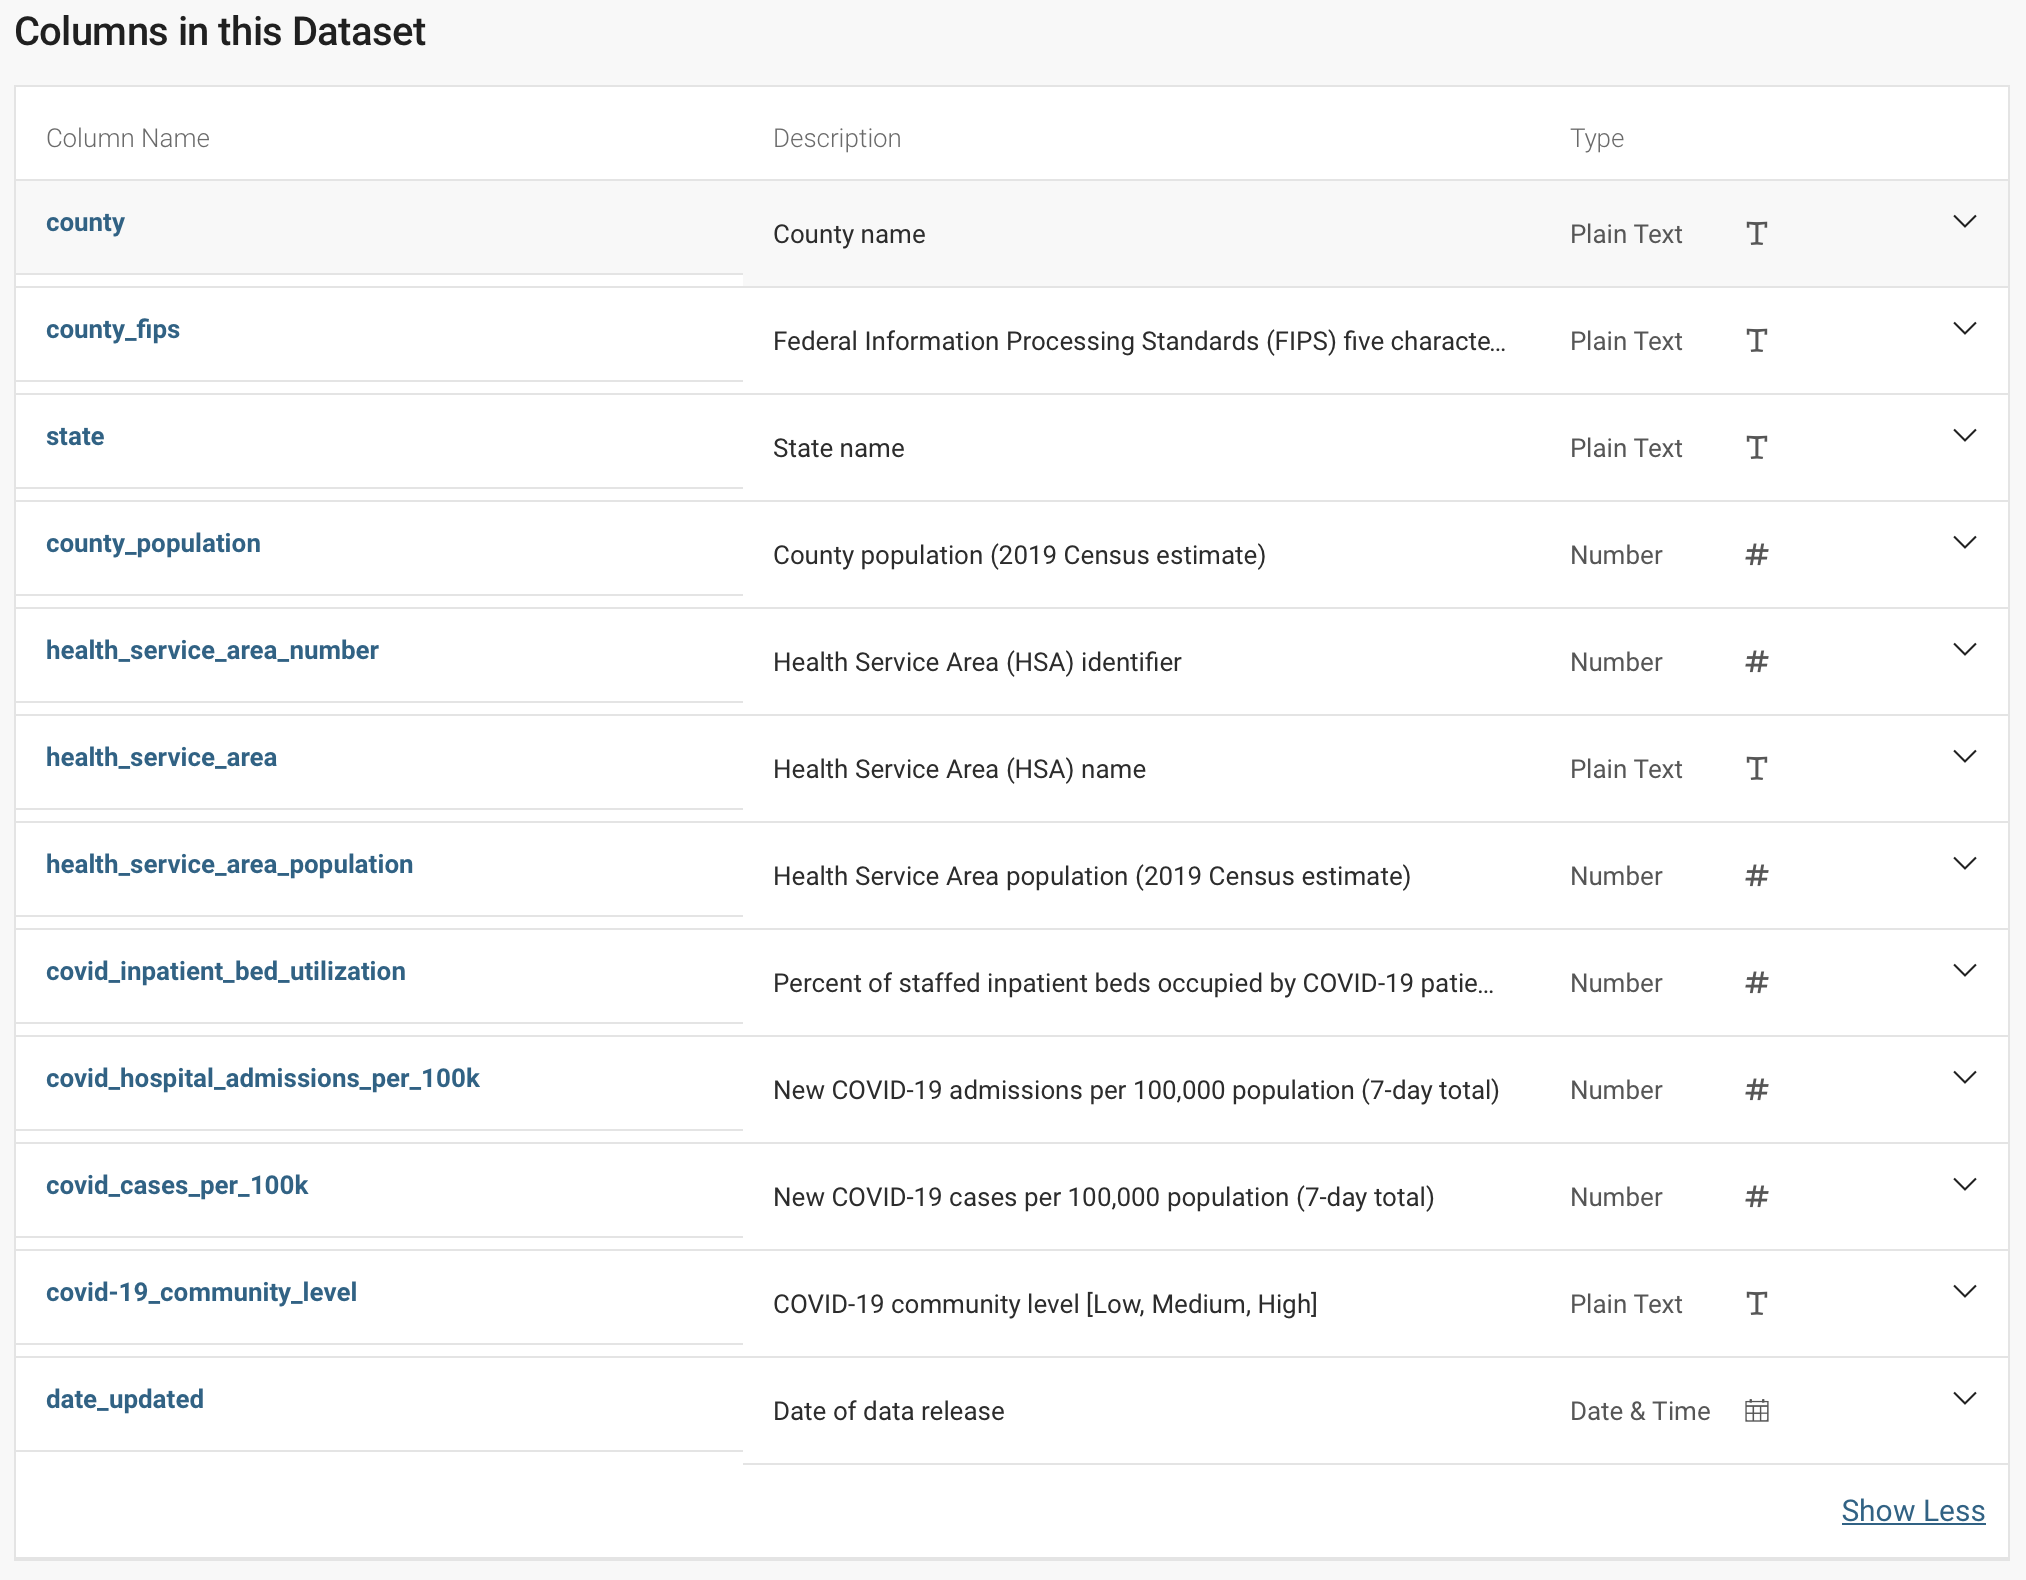 Columns in this Dataset
Column Name Description Type
county County name Plain Text
county_fips Federal Information Processing Standards (FIPS) five characte... Plain Text
state State name Plain Text
county_population County population (2019 Census estimate) Number #
health_service_area_number Health Service Area (HSA) identifier Number #
health_service_area Health Service Area (HSA) name Plain Text
health_service_area_population Health Service Area population (2019 Census estimate) Number #
covid_inpatient_bed_utilization Percent of staffed inpatient beds occupied by COVID-19 patie... Number #
covid_hospital_admissions_per_100k New COVID-19 admissions per 100,000 population (7-day total) Number #
covid_cases_per_100k New COVID-19 cases per 100,000 population (7-day total) Number #
covid-19_community_level COVID-19 community level [Low, Medium, High] Plain Text
date_updated Date of data release Date & Time
Show Less